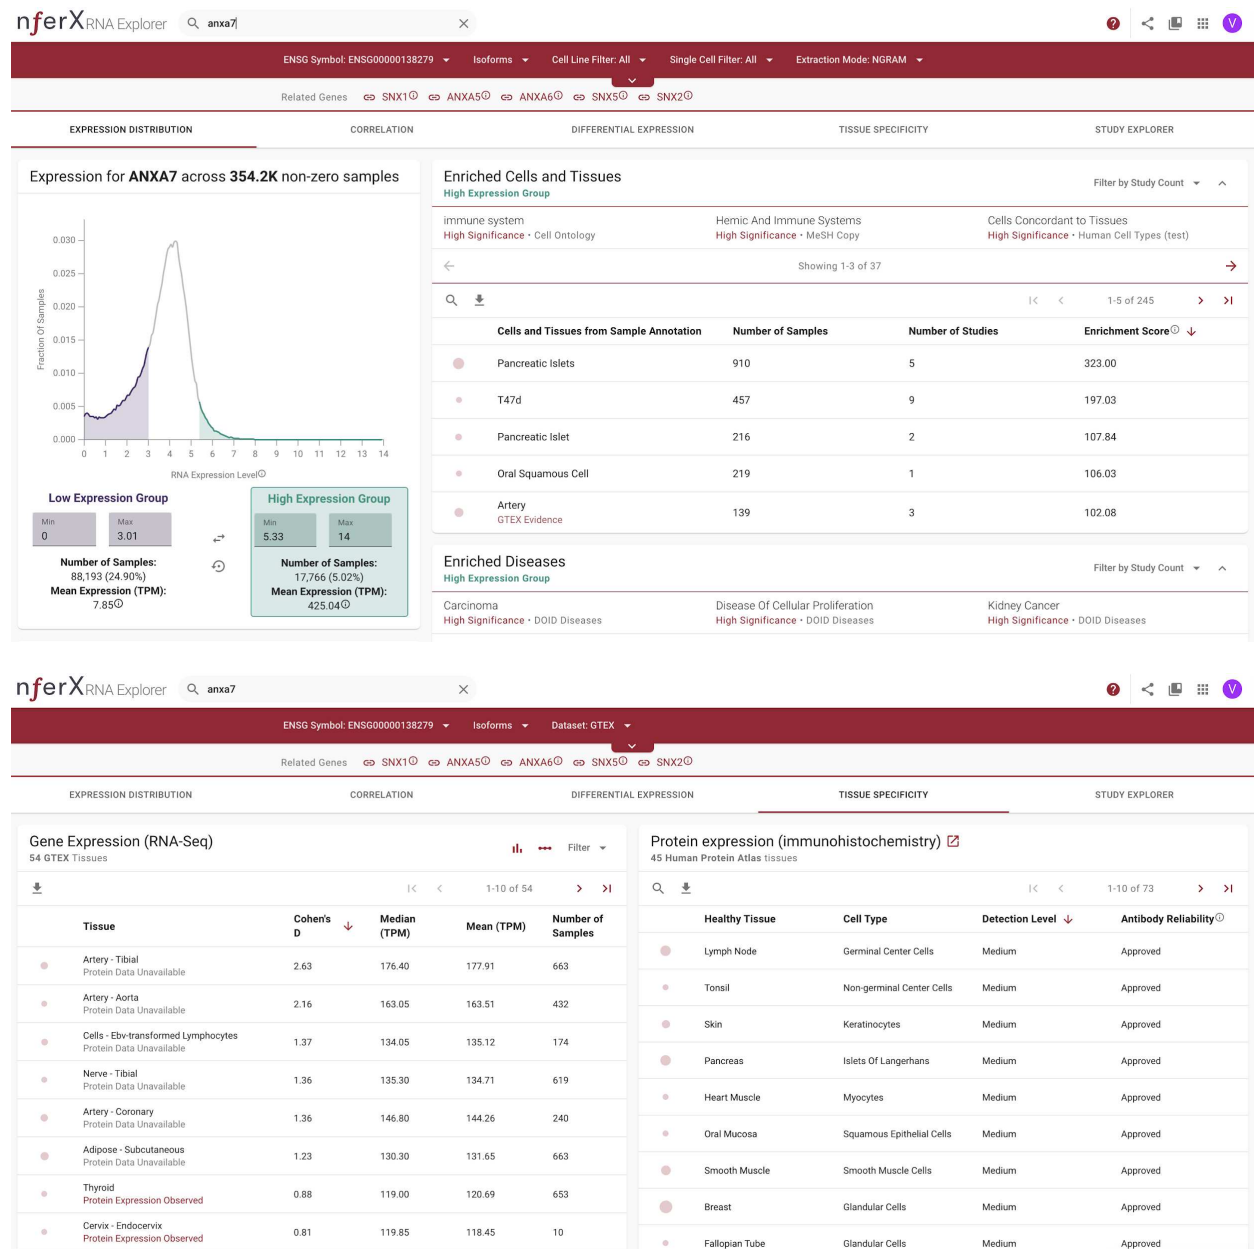 nferX RNA Explorer anxa7
V
ENSG Symbol: ENSG00000138279 Isoforms Cell Line Filter: All Single Cell Filter: All Extraction Mode: NGRAM
Related Genes SNX1 ANXA5 ANXA6 SNX5 SNX2
EXPRESSION DISTRIBUTION CORRELATION DIFFERENTIAL EXPRESSION TISSUE SPECIFICITY STUDY EXPLORER
Expression for ANXA7 across 354.2K non-zero samples
Fraction Of Samples
0.030
0.025
0.020
0.015
0.010
0.005
0.000
0 1 2 3 4 5 6 7 8 9 10 11 12 13 14
RNA Expression Level
Low Expression Group
Min Max
0 3.01
Number of Samples:
88,193 (24.90%)
Mean Expression (TPM):
7.85
High Expression Group
Min Max
5.33 14
Number of Samples:
17,766 (5.02%)
Mean Expression (TPM):
425.04
Enriched Cells and Tissues
High Expression Group
Filter by Study Count
immune system Hemic And Immune Systems Cells Concordant to Tissues
High Significance • Cell Ontology High Significance • MeSH Copy High Significance • Human Cell Types (test)
Showing 1-3 of 37
1-5 of 245
Cells and Tissues from Sample Annotation Number of Samples Number of Studies Enrichment Score
Pancreatic Islets 910 5 323.00
T47d 457 9 197.03
Pancreatic Islet 216 2 107.84
Oral Squamous Cell 219 1 106.03
Artery 139 3 102.08
GTEX Evidence
Enriched Diseases
High Expression Group
Filter by Study Count
Carcinoma Disease Of Cellular Proliferation Kidney Cancer
High Significance • DOID Diseases High Significance • DOID Diseases High Significance • DOID Diseases
nferX RNA Explorer anxa7
V
ENSG Symbol: ENSG00000138279 Isoforms Dataset: GTEX
Related Genes SNX1 ANXA5 ANXA6 SNX5 SNX2
EXPRESSION DISTRIBUTION CORRELATION DIFFERENTIAL EXPRESSION TISSUE SPECIFICITY STUDY EXPLORER
Gene Expression (RNA-Seq)
54 GTEX Tissues
Filter
1-10 of 54
Tissue Cohen's D Median (TPM) Mean (TPM) Number of Samples
Artery - Tibial 2.63 176.40 177.91 663
Protein Data Unavailable
Artery - Aorta 2.16 163.05 163.51 432
Protein Data Unavailable
Cells - Ebv-transformed Lymphocytes 1.37 134.05 135.12 174
Protein Data Unavailable
Nerve - Tibial 1.36 135.30 134.71 619
Protein Data Unavailable
Artery - Coronary 1.36 146.80 144.26 240
Protein Data Unavailable
Adipose - Subcutaneous 1.23 130.30 131.65 663
Protein Data Unavailable
Thyroid 0.88 119.00 120.69 653
Protein Expression Observed
Cervix - Endocervix 0.81 119.85 118.45 10
Protein Expression Observed
Protein expression (immunohistochemistry)
45 Human Protein Atlas tissues
1-10 of 73
Healthy Tissue Cell Type Detection Level Antibody Reliability
Lymph Node Germinal Center Cells Medium Approved
Tonsil Non-germinal Center Cells Medium Approved
Skin Keratinocytes Medium Approved
Pancreas Islets Of Langerhans Medium Approved
Heart Muscle Myocytes Medium Approved
Oral Mucosa Squamous Epithelial Cells Medium Approved
Smooth Muscle Smooth Muscle Cells Medium Approved
Breast Glandular Cells Medium Approved
Fallopian Tube Glandular Cells Medium Approved